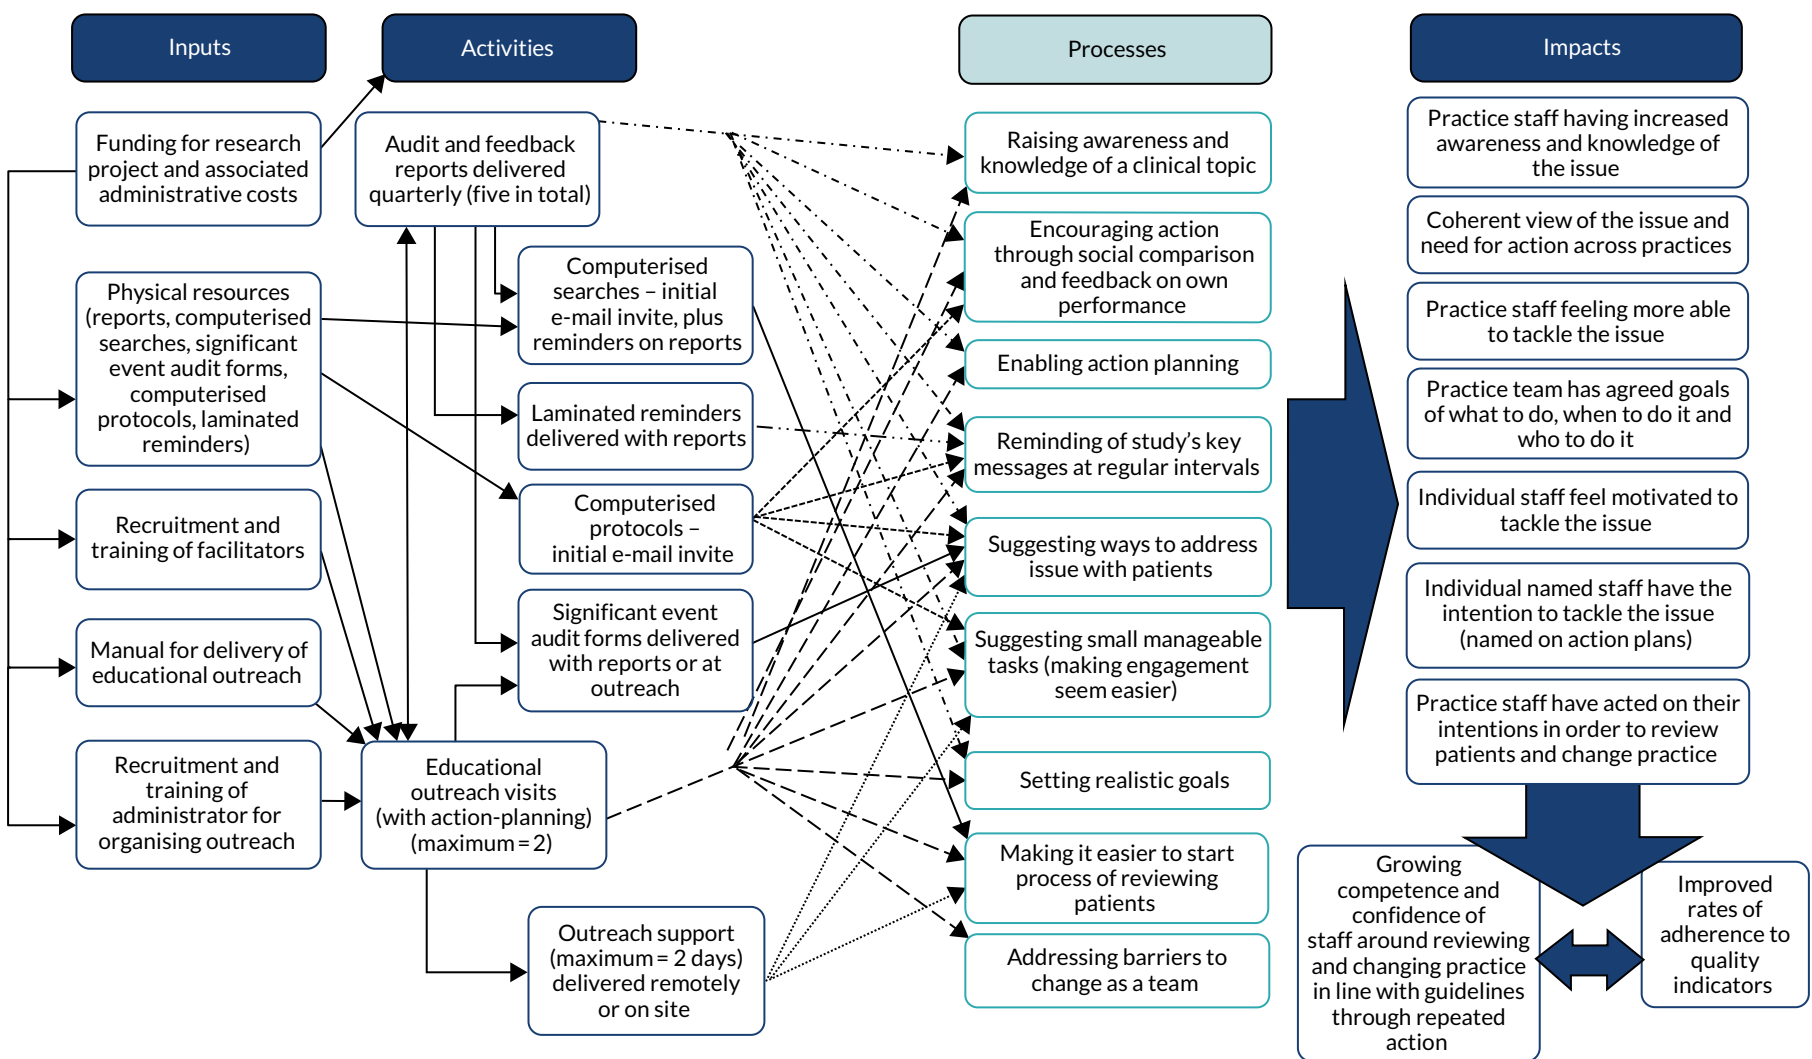 Inputs
Activities
Processes
Impacts
Funding for research
project and associated
administrative costs
Physical resources
(reports, computerised
searches, significant
event audit forms,
computerised
protocols, laminated
reminders)
Recruitment and
training of facilitators
Manual for delivery of
educational outreach
Recruitment and
training of
administrator for
organising outreach
Audit and feedback
reports delivered
quarterly (five in total)
Computerised
searches – initial
e-mail invite, plus
reminders on reports
Laminated reminders
delivered with reports
Computerised
protocols –
initial e-mail invite
Significant event
audit forms delivered
with reports or at
outreach
Educational
outreach visits
(with action-planning)
(maximum = 2)
Outreach support
(maximum = 2 days)
delivered remotely
or on site
Raising awareness and
knowledge of a clinical topic
Encouraging action
through social comparison
and feedback on own
performance
Enabling action planning
Reminding of study's key
messages at regular intervals
Suggesting ways to address
issue with patients
Suggesting small manageable
tasks (making engagement
seem easier)
Setting realistic goals
Making it easier to start
process of reviewing
patients
Addressing barriers to
change as a team
Practice staff having increased
awareness and knowledge of
the issue
Coherent view of the issue and
need for action across practices
Practice staff feeling more able
to tackle the issue
Practice team has agreed goals
of what to do, when to do it and
who to do it
Individual staff feel motivated to
tackle the issue
Individual named staff have the
intention to tackle the issue
(named on action plans)
Practice staff have acted on their
intentions in order to review
patients and change practice
Growing
competence and
confidence of
staff around reviewing
and changing practice
in line with guidelines
through repeated
action
Improved
rates of
adherence to
quality
indicators